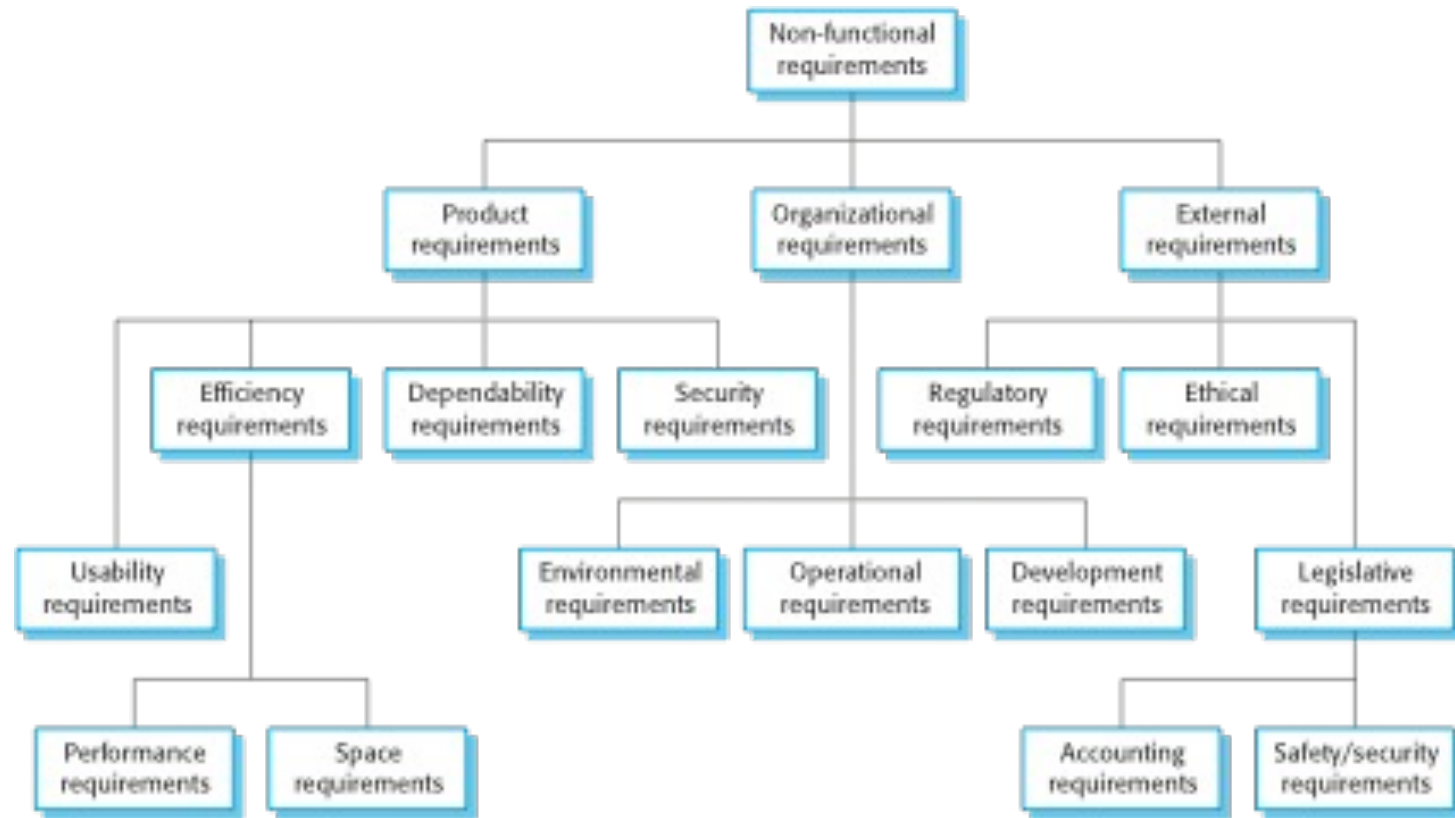 Non-functional
requirements
Product
requirements
Organizational
requirements
External
requirements
Efficiency
requirements
Dependability
requirements
Security
requirements
Regulatory
requirements
Ethical
requirements
Usability
requirements
Environmental
requirements
Operational
requirements
Development
requirements
Legislative
requirements
Performance
requirements
Space
requirements
Accounting
requirements
Safety/security
requirements